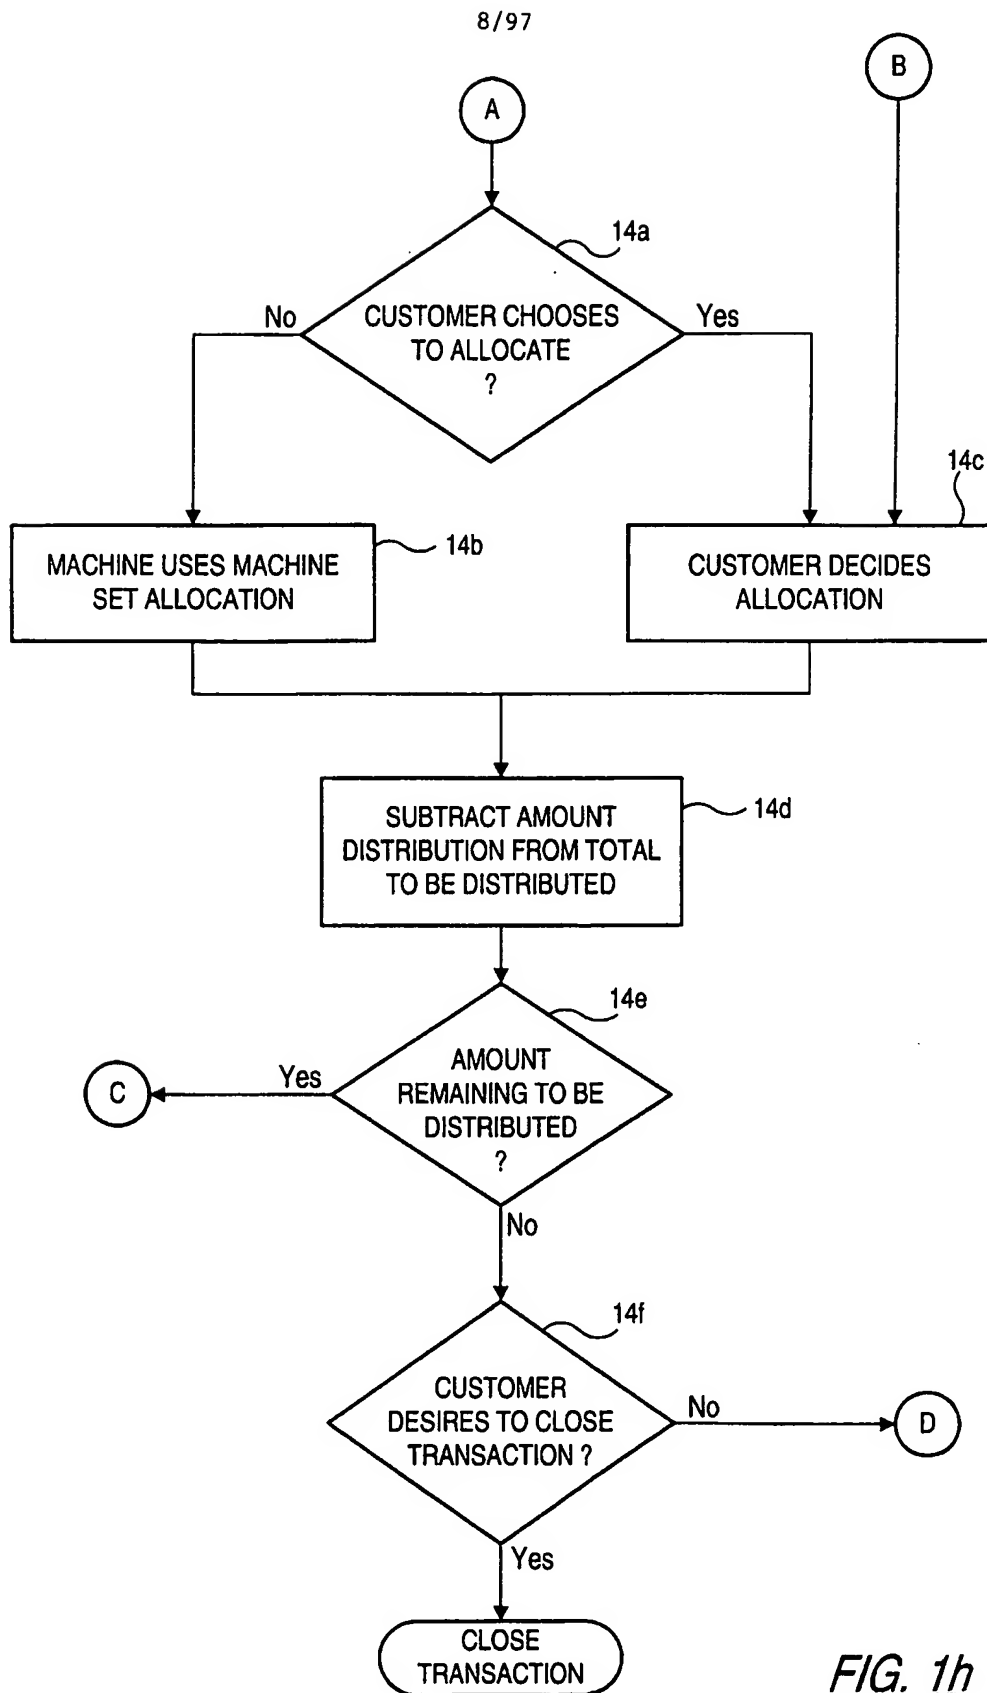 8/97
A
B
14a
No
CUSTOMER CHOOSES
TO ALLOCATE
?
Yes
14c
MACHINE USES MACHINE
SET ALLOCATION
14b
CUSTOMER DECIDES
ALLOCATION
SUBTRACT AMOUNT
DISTRIBUTION FROM TOTAL
TO BE DISTRIBUTED
14d
14e
C
Yes
AMOUNT
REMAINING TO BE
DISTRIBUTED
?
No
14f
CUSTOMER
DESIRES TO CLOSE
TRANSACTION ?
No
D
Yes
CLOSE
TRANSACTION
FIG. 1h